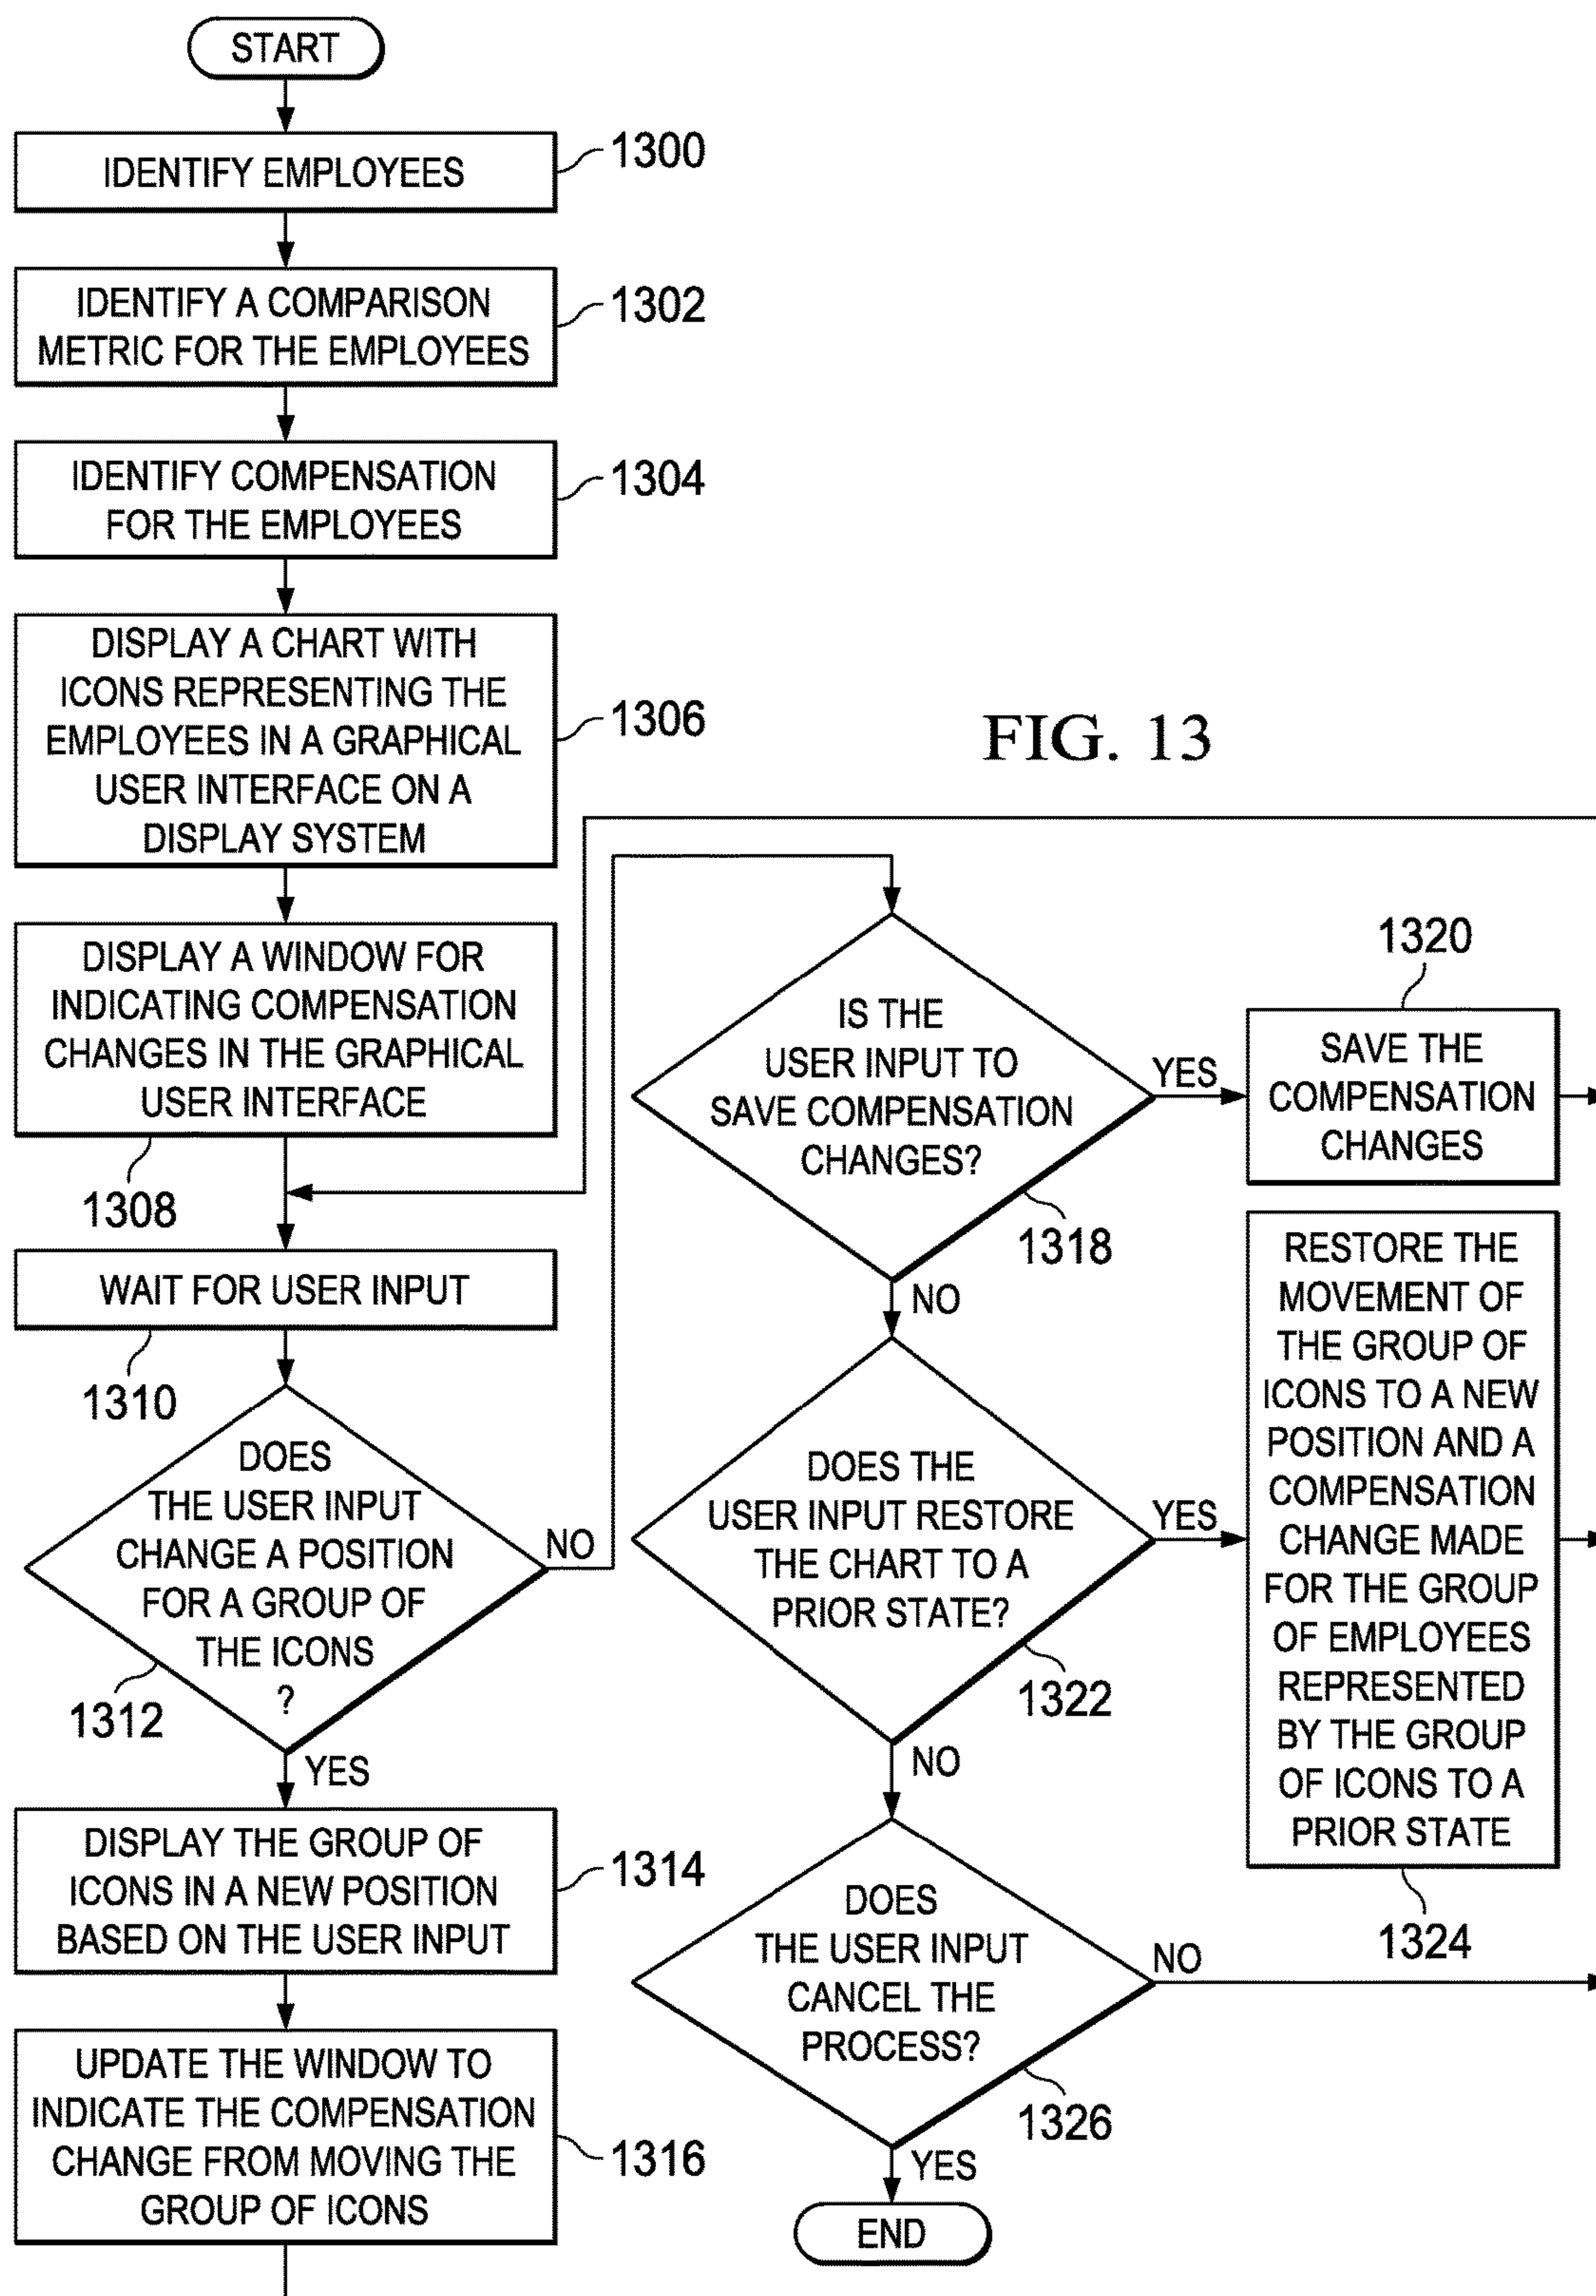 START
IDENTIFY EMPLOYEES
1300
IDENTIFY A COMPARISON
METRIC FOR THE EMPLOYEES
1302
IDENTIFY COMPENSATION
FOR THE EMPLOYEES
1304
DISPLAY A CHART WITH
ICONS REPRESENTING THE
EMPLOYEES IN A GRAPHICAL
USER INTERFACE ON A
DISPLAY SYSTEM
1306
FIG. 13
DISPLAY A WINDOW FOR
INDICATING COMPENSATION
CHANGES IN THE GRAPHICAL
USER INTERFACE
1308
WAIT FOR USER INPUT
1310
DOES
THE USER INPUT
CHANGE A POSITION
FOR A GROUP OF
THE ICONS
?
1312
NO
YES
DISPLAY THE GROUP OF
ICONS IN A NEW POSITION
BASED ON THE USER INPUT
1314
UPDATE THE WINDOW TO
INDICATE THE COMPENSATION
CHANGE FROM MOVING THE
GROUP OF ICONS
1316
IS THE
USER INPUT TO
SAVE COMPENSATION
CHANGES?
1318
YES
NO
1320
SAVE THE
COMPENSATION
CHANGES
DOES THE
USER INPUT RESTORE
THE CHART TO A
PRIOR STATE?
1322
YES
NO
RESTORE THE
MOVEMENT OF
THE GROUP OF
ICONS TO A NEW
POSITION AND A
COMPENSATION
CHANGE MADE
FOR THE GROUP
OF EMPLOYEES
REPRESENTED
BY THE GROUP
OF ICONS TO A
PRIOR STATE
1324
DOES
THE USER INPUT
CANCEL THE
PROCESS?
1326
NO
YES
END